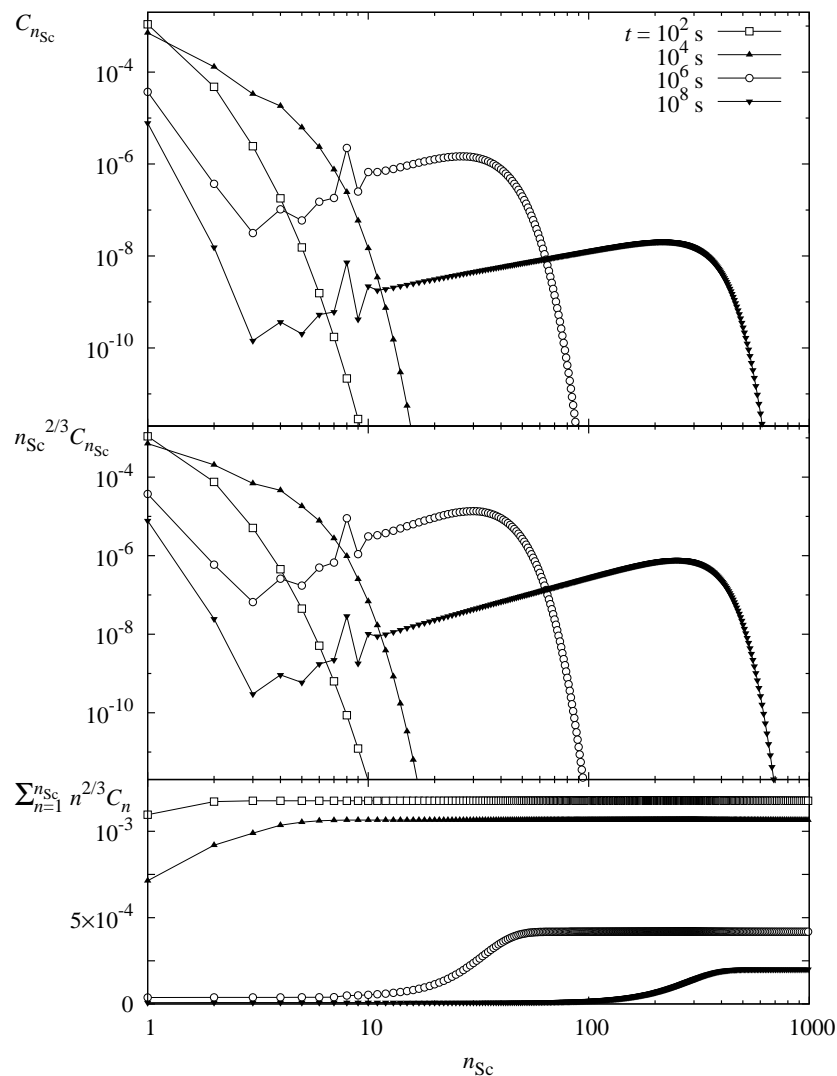 C_{n_{Sc}}
t = 10^2 s
10^4 s
10^6 s
10^8 s
10^{-4}
10^{-6}
10^{-8}
10^{-10}
n_{Sc}^{2/3} C_{n_{Sc}}
10^{-4}
10^{-6}
10^{-8}
10^{-10}
∑_{n=1}^{n_{Sc}} n^{2/3} C_n
10^{-3}
5×10^{-4}
0
1 10 100 1000
n_{Sc}